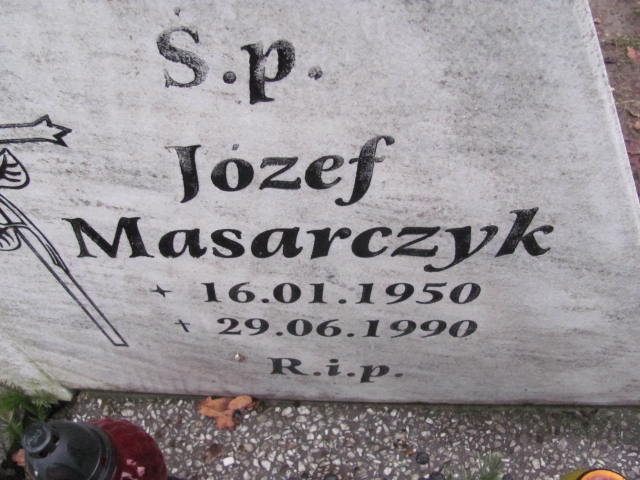 Ś.p.
Józef
Masarczyk
16.01.1950
† 29.06.1990
R.i.p.